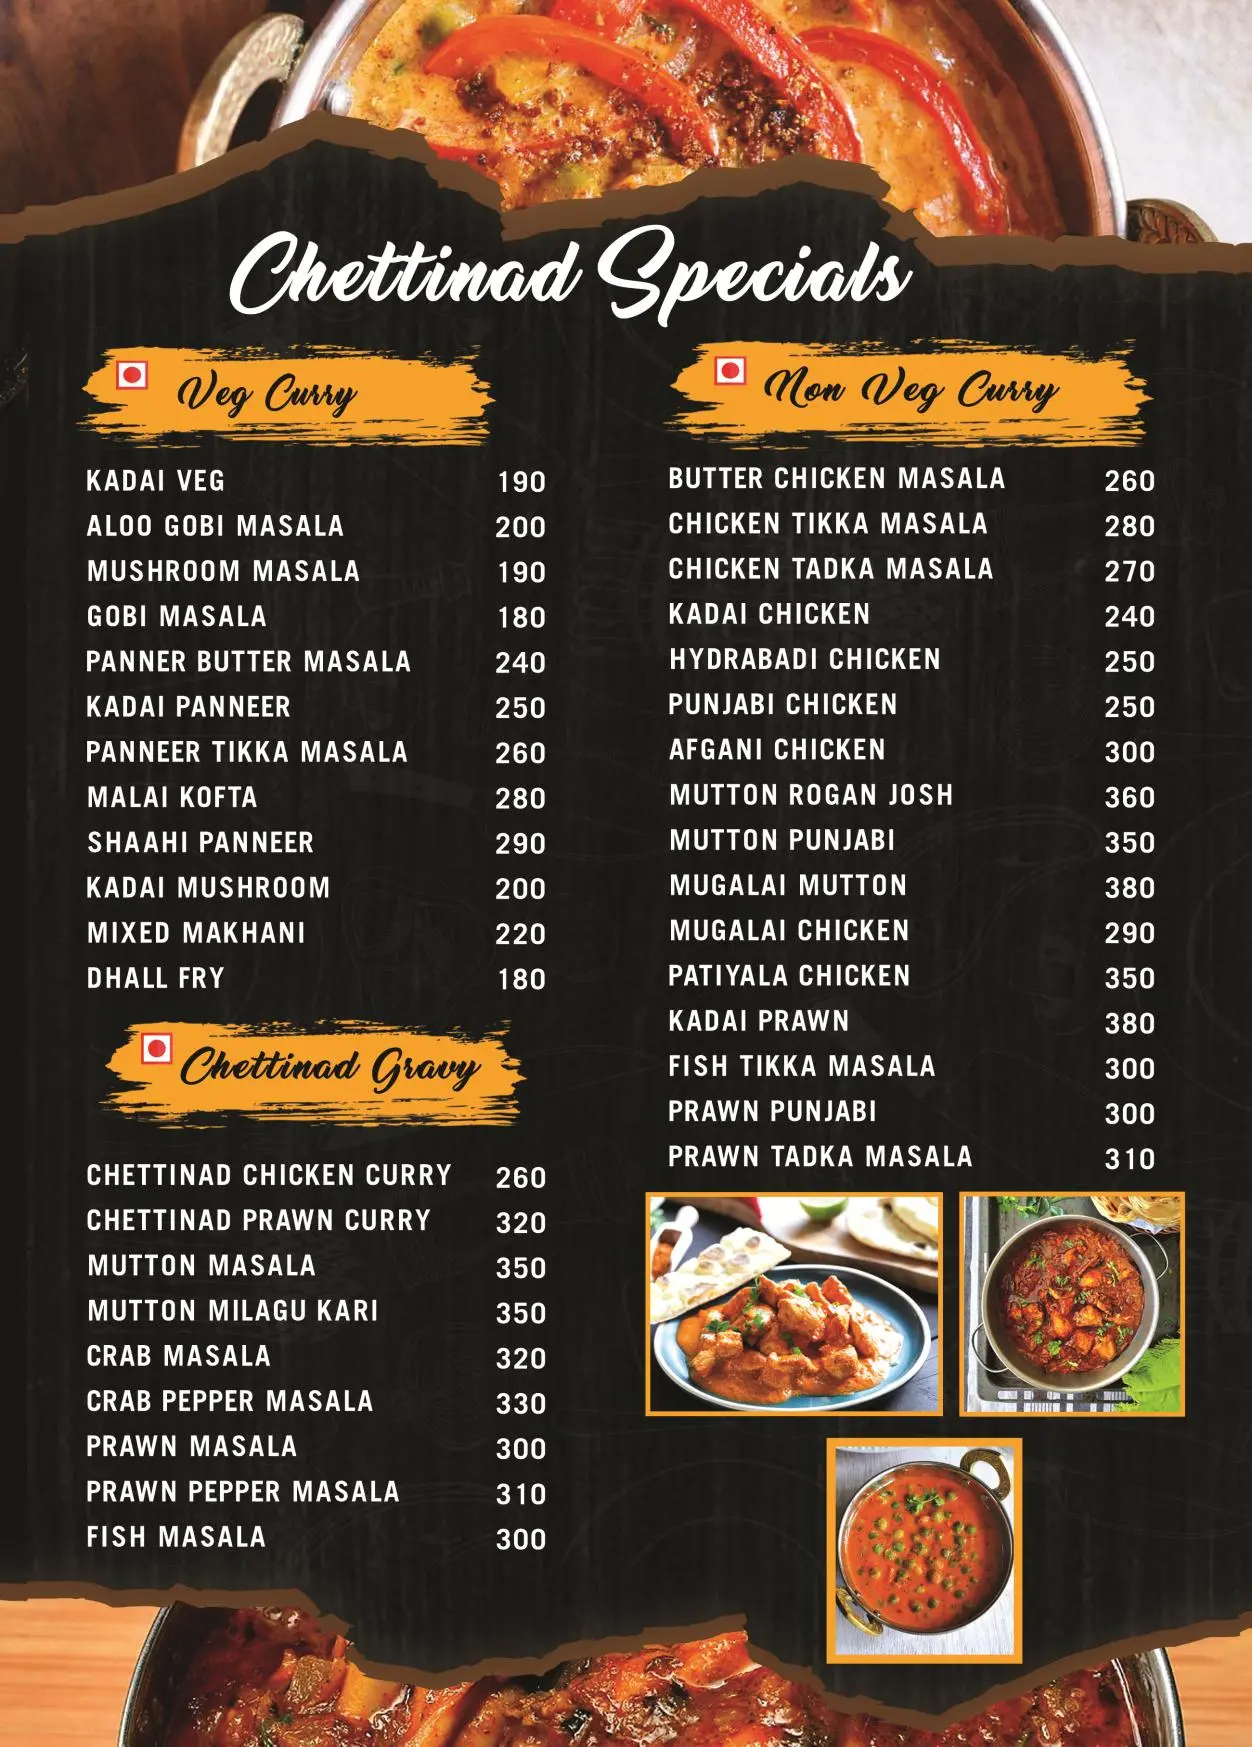 Chettinad Specials
Veg Curry
KADAI VEG 190
ALOO GOBI MASALA 200
MUSHROOM MASALA 190
GOBI MASALA 180
PANNER BUTTER MASALA 240
KADAI PANNEER 250
PANNEER TIKKA MASALA 260
MALAI KOFTA 280
SHAAHI PANNEER 290
KADAI MUSHROOM 200
MIXED MAKHANI 220
DHALL FRY 180
Chettinad Gravy
CHETTINAD CHICKEN CURRY 260
CHETTINAD PRAWN CURRY 320
MUTTON MASALA 350
MUTTON MILAGU KARI 350
CRAB MASALA 320
CRAB PEPPER MASALA 330
PRAWN MASALA 300
PRAWN PEPPER MASALA 310
FISH MASALA 300
Non Veg Curry
BUTTER CHICKEN MASALA 260
CHICKEN TIKKA MASALA 280
CHICKEN TADKA MASALA 270
KADAI CHICKEN 240
HYDRABADI CHICKEN 250
PUNJABI CHICKEN 250
AFGANI CHICKEN 300
MUTTON ROGAN JOSH 360
MUTTON PUNJABI 350
MUGALAI MUTTON 380
MUGALAI CHICKEN 290
PATIYALA CHICKEN 350
KADAI PRAWN 380
FISH TIKKA MASALA 300
PRAWN PUNJABI 300
PRAWN TADKA MASALA 310